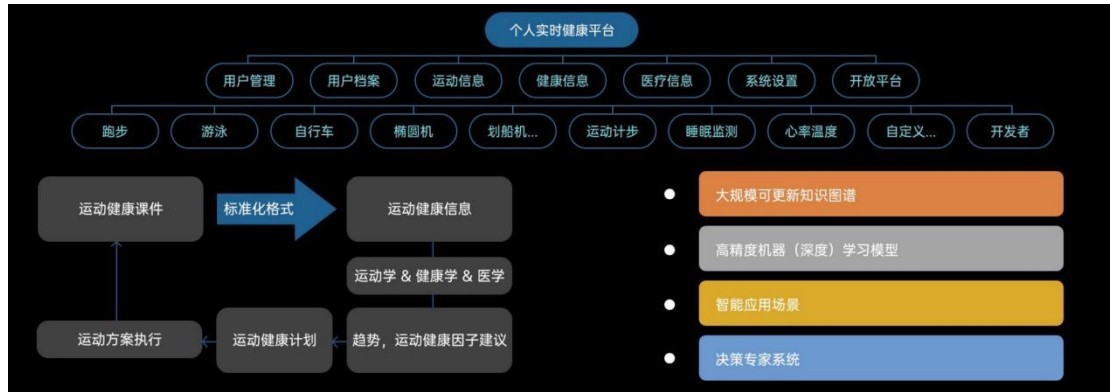 个人实时健康平台
用户管理
用户档案
运动信息
健康信息
医疗信息
系统设置
开放平台
跑步
游泳
自行车
椭圆机
划船机...
运动计步
睡眠监测
心率温度
自定义...
开发者
运动健康课件
标准化格式
运动健康信息
运动学 & 健康学 & 医学
运动方案执行
运动健康计划
趋势，运动健康因子建议
大规模可更新知识图谱
高精度机器（深度）学习模型
智能应用场景
决策专家系统